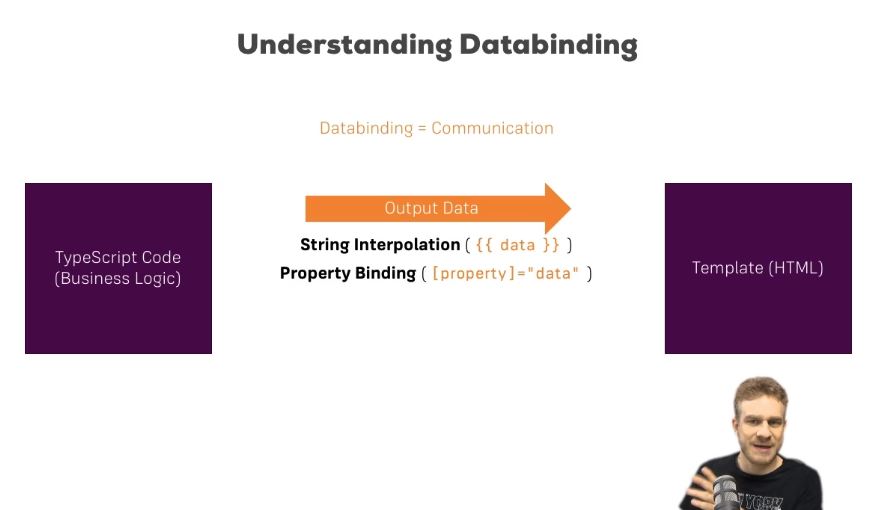 Understanding Databinding
Databinding = Communication
Output Data
TypeScript Code
(Business Logic)
String Interpolation ( {{ data }} )
Property Binding ( [property]="data" )
Template (HTML)
YORK